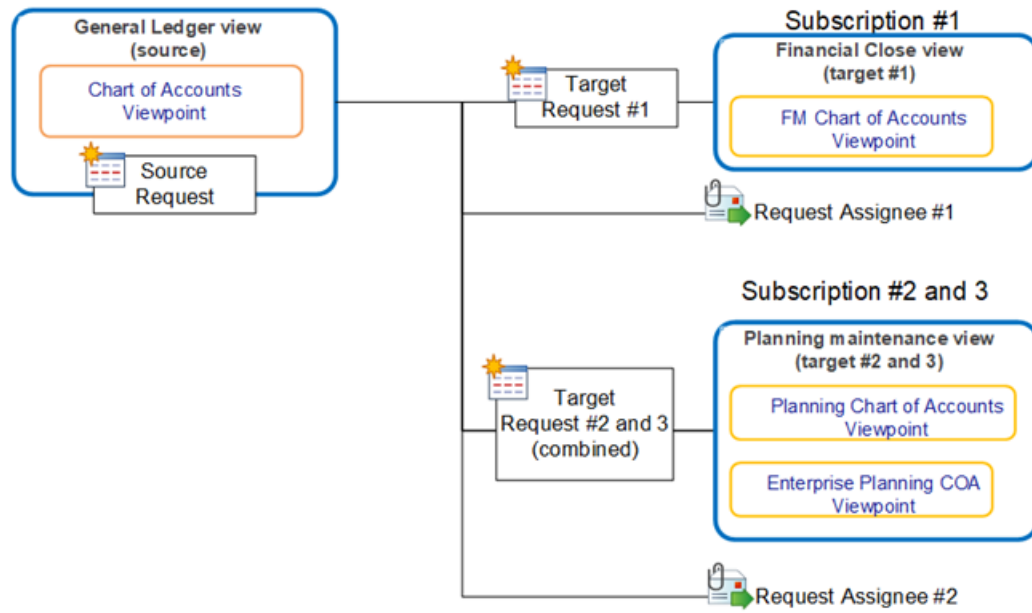 General Ledger view
(source)
Chart of Accounts
Viewpoint
Source
Request
Target
Request #1
Subscription #1
Financial Close view
(target #1)
FM Chart of Accounts
Viewpoint
Request Assignee #1
Subscription #2 and 3
Target
Request #2 and 3
(combined)
Planning maintenance view
(target #2 and 3)
Planning Chart of Accounts
Viewpoint
Enterprise Planning COA
Viewpoint
Request Assignee #2